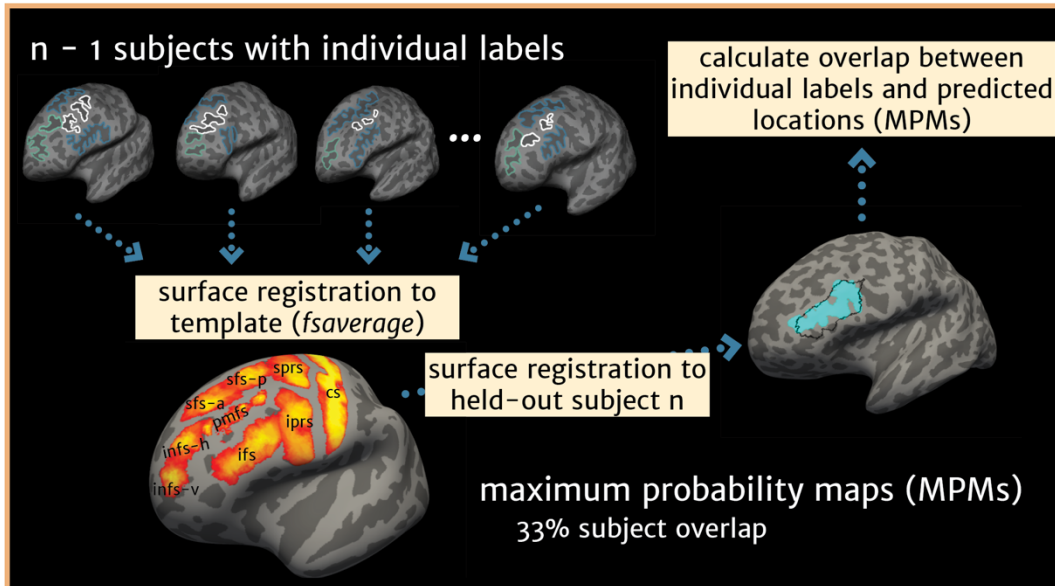 n - 1 subjects with individual labels
calculate overlap between
individual labels and predicted
locations (MPMs)
...
surface registration to
template (fsaverage)
sprs
sfs-p
cs
sfs-a
pmfs
iprs
infs-h
ifs
infs-v
surface registration to
held-out subject n
maximum probability maps (MPMs)
33% subject overlap